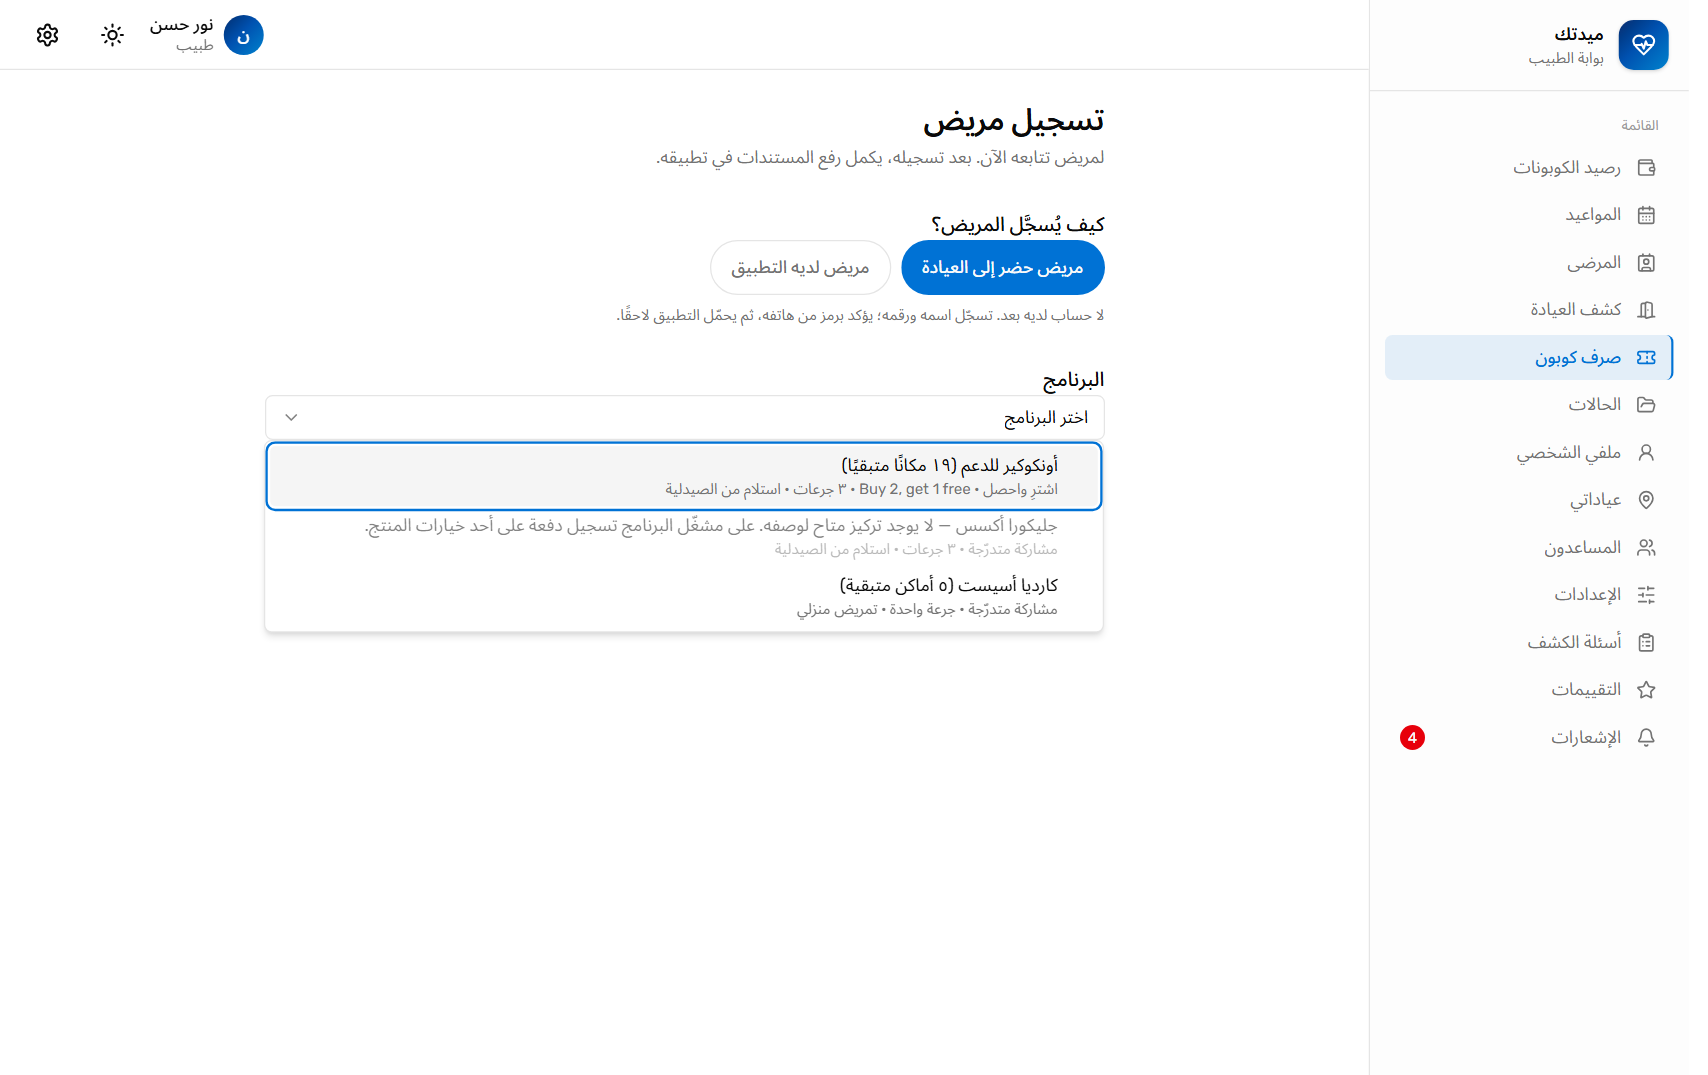 ميدتك
بوابة الطبيب
القائمة
رصيد الكوبونات
المواعيد
المرضى
كشف العيادة
صرف كوبون
الحالات
ملفي الشخصي
عياداتي
المساعدون
الإعدادات
أسئلة الكشف
التقييمات
الإشعارات
4
ن
نور حسن
طبيب
تسجيل مريض
لمريض تتابعه الآن. بعد تسجيله، يكمل رفع المستندات في تطبيقه.
كيف يُسجَّل المريض؟
مريض حضر إلى العيادة
مريض لديه التطبيق
لا حساب لديه بعد. تسجّل اسمه ورقمه؛ يؤكد برمز من هاتفه، ثم يحمّل التطبيق لاحقًا.
البرنامج
اختر البرنامج
أونكوكير للدعم (١٩ مكانًا متبقيًا)
اشترِ واحصل • Buy 2, get 1 free • ٣ جرعات • استلام من الصيدلية
جليكورا أكسس — لا يوجد تركيز متاح لوصفه. على مشغّل البرنامج تسجيل دفعة على أحد خيارات المنتج.
مشاركة متدرّجة • ٣ جرعات • استلام من الصيدلية
كارديا أسيست (٥ أماكن متبقية)
مشاركة متدرّجة • جرعة واحدة • تمريض منزلي